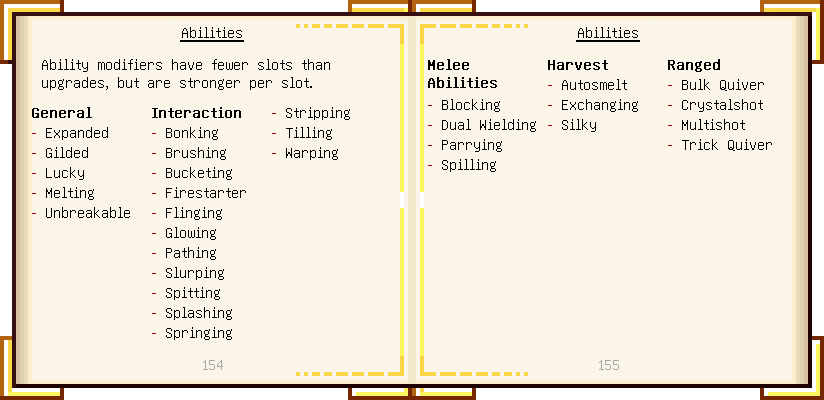 Abilities
Ability modifiers have fewer slots than
upgrades, but are stronger per slot.
General
- Expanded
- Gilded
- Lucky
- Melting
- Unbreakable
Interaction
- Bonking
- Brushing
- Bucketing
- Firestarter
- Flinging
- Glowing
- Pathing
- Slurping
- Spitting
- Splashing
- Springing
- Stripping
- Tilling
- Warping
154
Abilities
Melee
Abilities
- Blocking
- Dual Wielding
- Parrying
- Spilling
Harvest
- Autosmelt
- Exchanging
- Silky
Ranged
- Bulk Quiver
- Crystalshot
- Multishot
- Trick Quiver
155